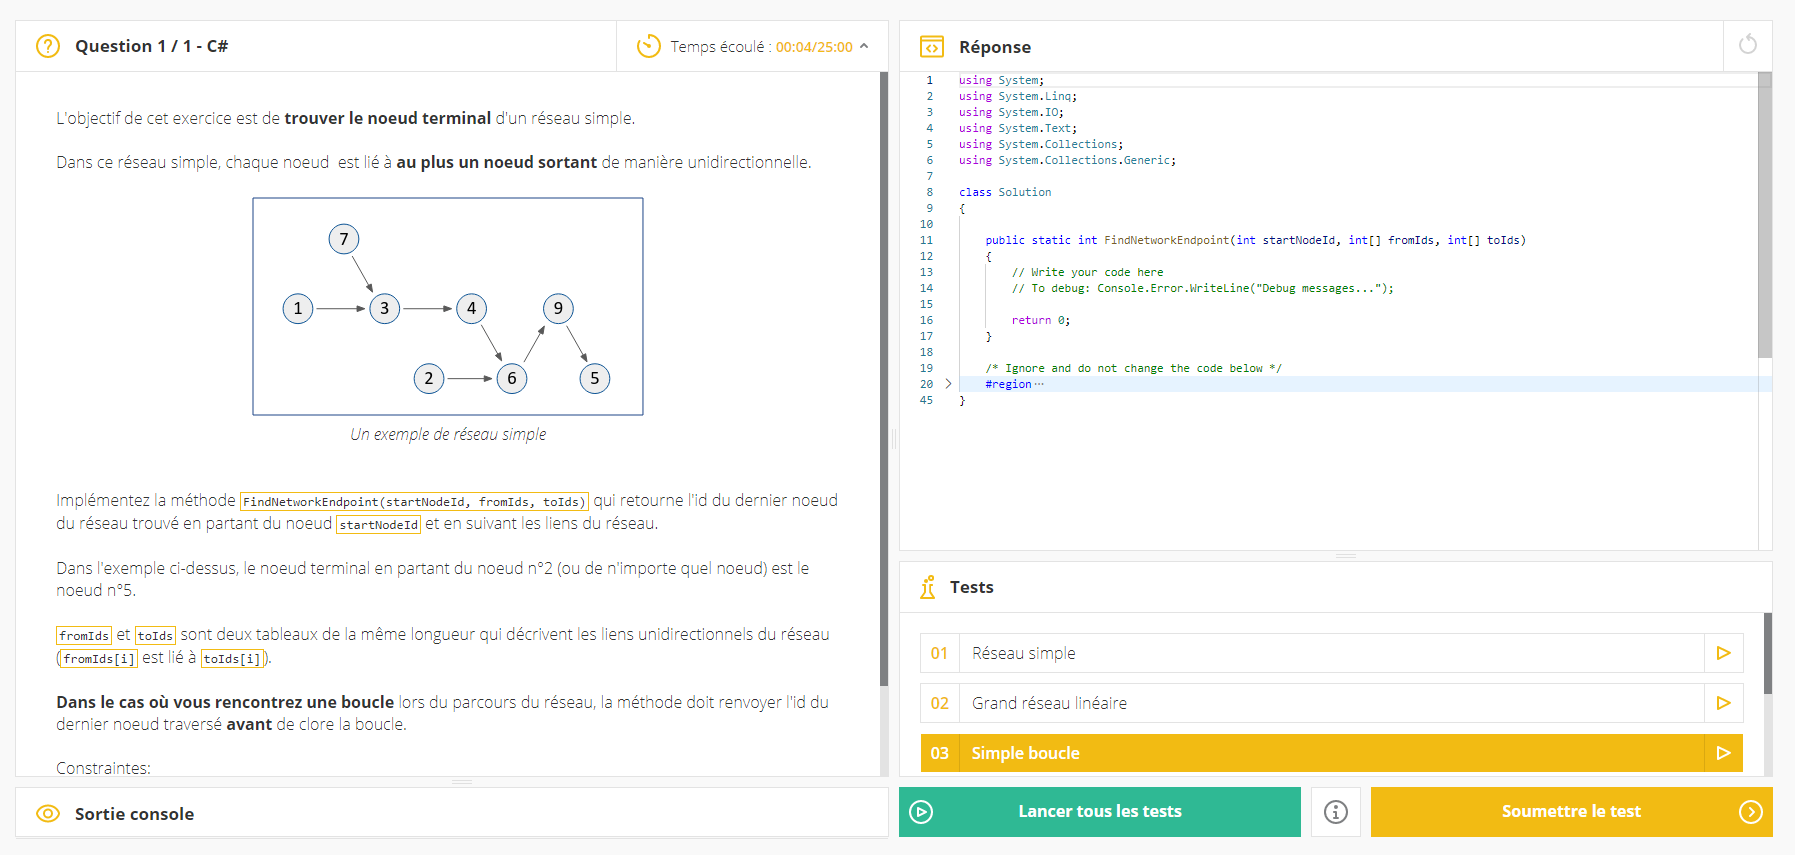 Question 1 / 1 - C#
Temps écoulé : 00:04/25:00
L'objectif de cet exercice est de trouver le noeud terminal d'un réseau simple.
Dans ce réseau simple, chaque noeud est lié à au plus un noeud sortant de manière unidirectionnelle.
7
1
3
4
9
2
6
5
Un exemple de réseau simple
Implémentez la méthode FindNetworkEndpoint(startNodeId, fromIds, toIds) qui retourne l'id du dernier noeud
du réseau trouvé en partant du noeud startNodeId et en suivant les liens du réseau.
Dans l'exemple ci-dessus, le noeud terminal en partant du noeud n°2 (ou de n'importe quel noeud) est le
noeud n°5.
fromIds et toIds sont deux tableaux de la même longueur qui décrivent les liens unidirectionnels du réseau
(fromIds[i] est lié à toIds[i]).
Dans le cas où vous rencontrez une boucle lors du parcours du réseau, la méthode doit renvoyer l'id du
dernier noeud traversé avant de clore la boucle.
Constraintes:
Sortie console
Réponse
1 using System;
2 using System.Linq;
3 using System.IO;
4 using System.Text;
5 using System.Collections;
6 using System.Collections.Generic;
7
8 class Solution
9 {
10
11 public static int FindNetworkEndpoint(int startNodeId, int[] fromIds, int[] toIds)
12 {
13 // Write your code here
14 // To debug: Console.Error.WriteLine("Debug messages...");
15
16 return 0;
17 }
18
19 /* Ignore and do not change the code below */
20 #region ...
45 }
Tests
01 Réseau simple
02 Grand réseau linéaire
03 Simple boucle
Lancer tous les tests
Soumettre le test